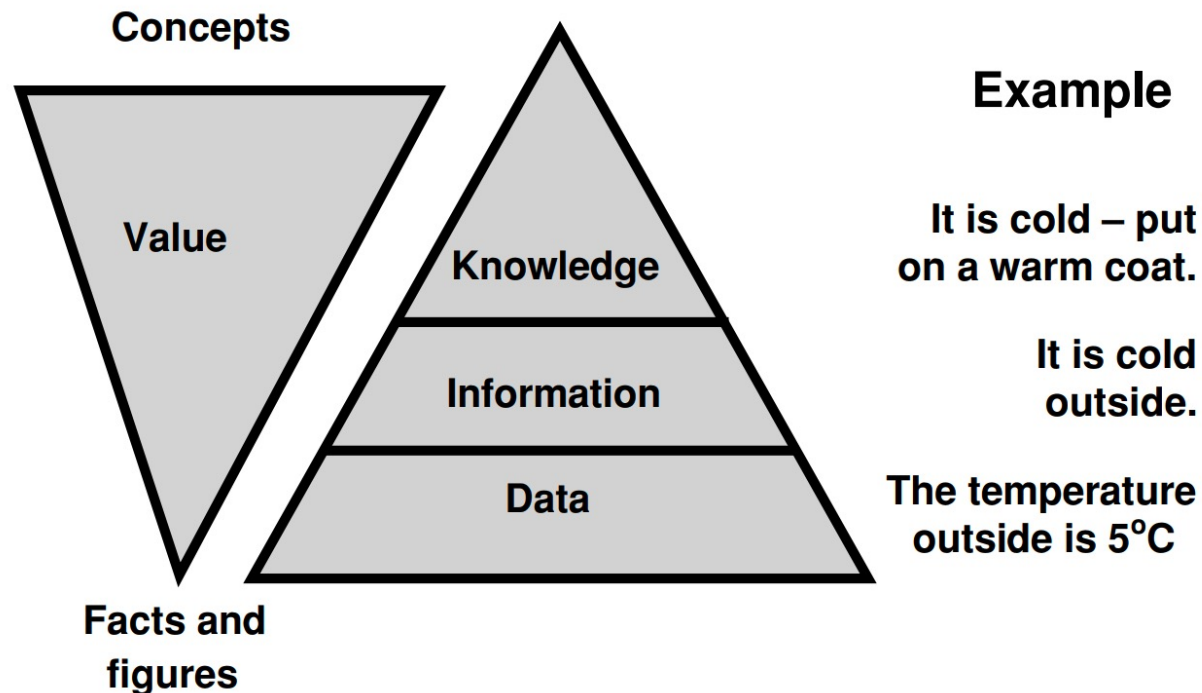 Concepts
Example
Value
It is cold – put
on a warm coat.
Knowledge
It is cold
outside.
Information
The temperature
outside is 5°C
Data
Facts and
figures